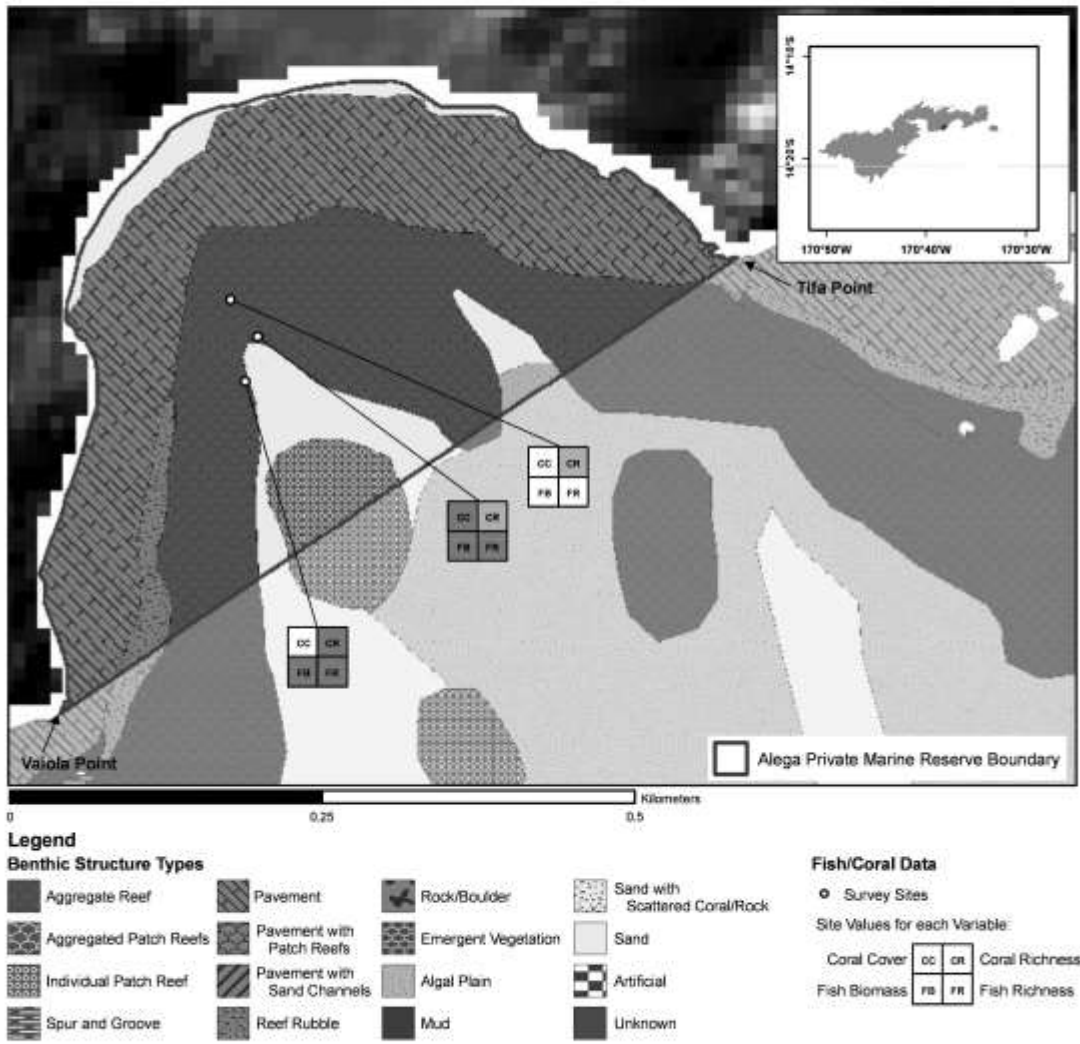 14°10'S
14°20'S
170°50'W 170°40'W 170°30'W
Tifa Point
CC CR
FB FR
CC CR
FB FR
CC CR
FB FR
Vaiola Point
Alega Private Marine Reserve Boundary
0 0.25 0.5 Kilometers
Legend
Benthic Structure Types
Aggregate Reef
Aggregated Patch Reefs
Individual Patch Reef
Spur and Groove
Pavement
Pavement with
Patch Reefs
Pavement with
Sand Channels
Reef Rubble
Rock/Boulder
Emergent Vegetation
Algal Plain
Mud
Sand with
Scattered Coral/Rock
Sand
Artificial
Unknown
Fish/Coral Data
Survey Sites
Site Values for each Variable:
Coral Cover CC CR Coral Richness
Fish Biomass FB FR Fish Richness